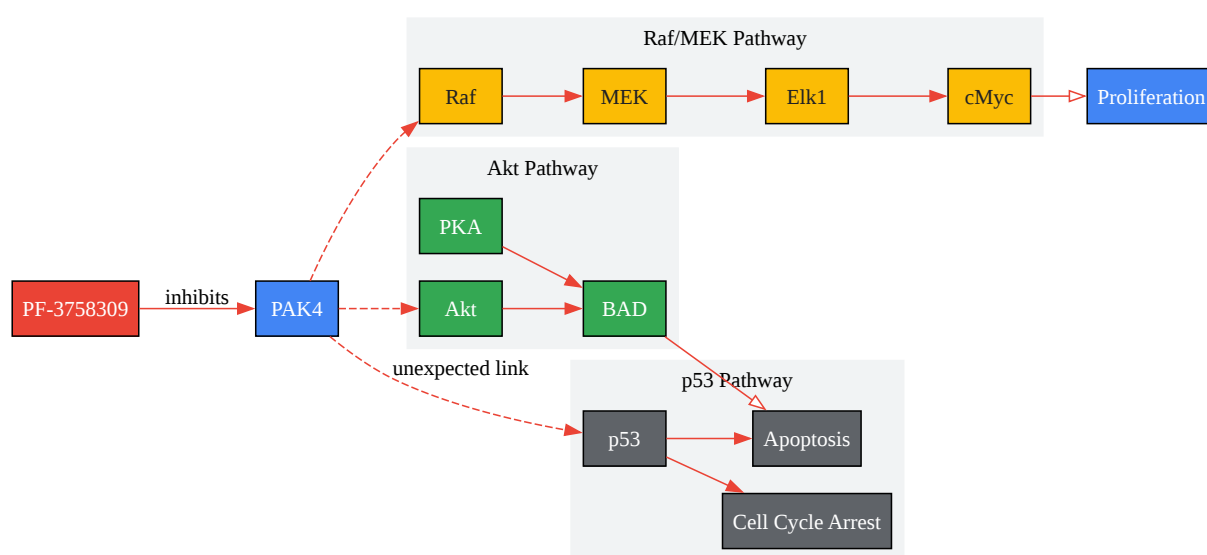 Raf/MEK Pathway
Raf
MEK
Elk1
cMyc
Proliferation
Akt Pathway
PKA
PF-3758309
inhibits
PAK4
Akt
BAD
unexpected link
p53 Pathway
p53
Apoptosis
Cell Cycle Arrest